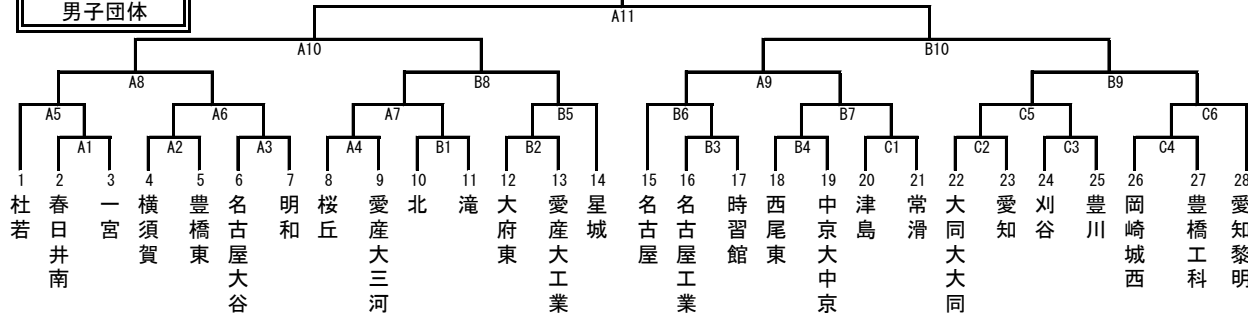 男子団体
A11
A10 B10
A8 B8 A9 B9
A5 A6 A7 B5 B6 B7 C5 C6
A1 A2 A3 A4 B1 B2 B3 B4 C1 C2 C3 C4
1 2 3 4 5 6 7 8 9 10 11 12 13 14 15 16 17 18 19 20 21 22 23 24 25 26 27 28
杜若
春日井南
一宮
横須賀
豊橋東
名古屋大谷
明和
桜丘
愛産大三河
北
滝
大府東
愛産大工業
星城
名古屋
名古屋工業
時習館
西尾東
中京大中京
津島
常滑
大同大大同
愛知
刈谷
豊川
岡崎城西
豊橋工科
愛知黎明